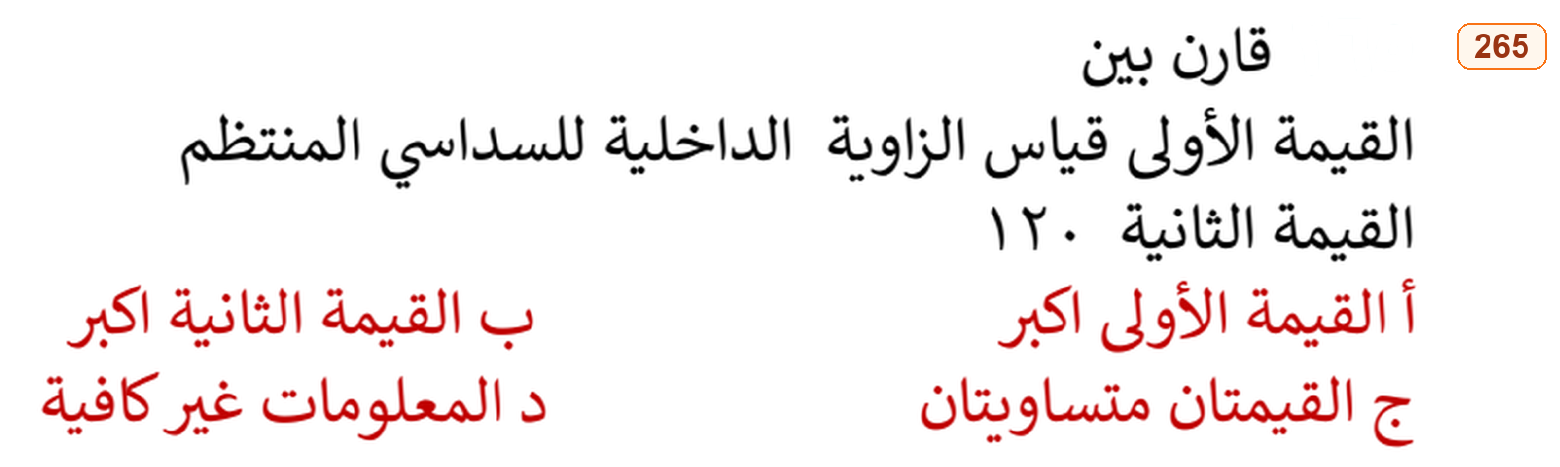 265
قارن بين
القيمة الأولى قياس الزاوية الداخلية للسداسي المنتظم
القيمة الثانية ١٢٠
أ القيمة الأولى اكبر ب القيمة الثانية اكبر
ج القيمتان متساويتان د المعلومات غير كافية